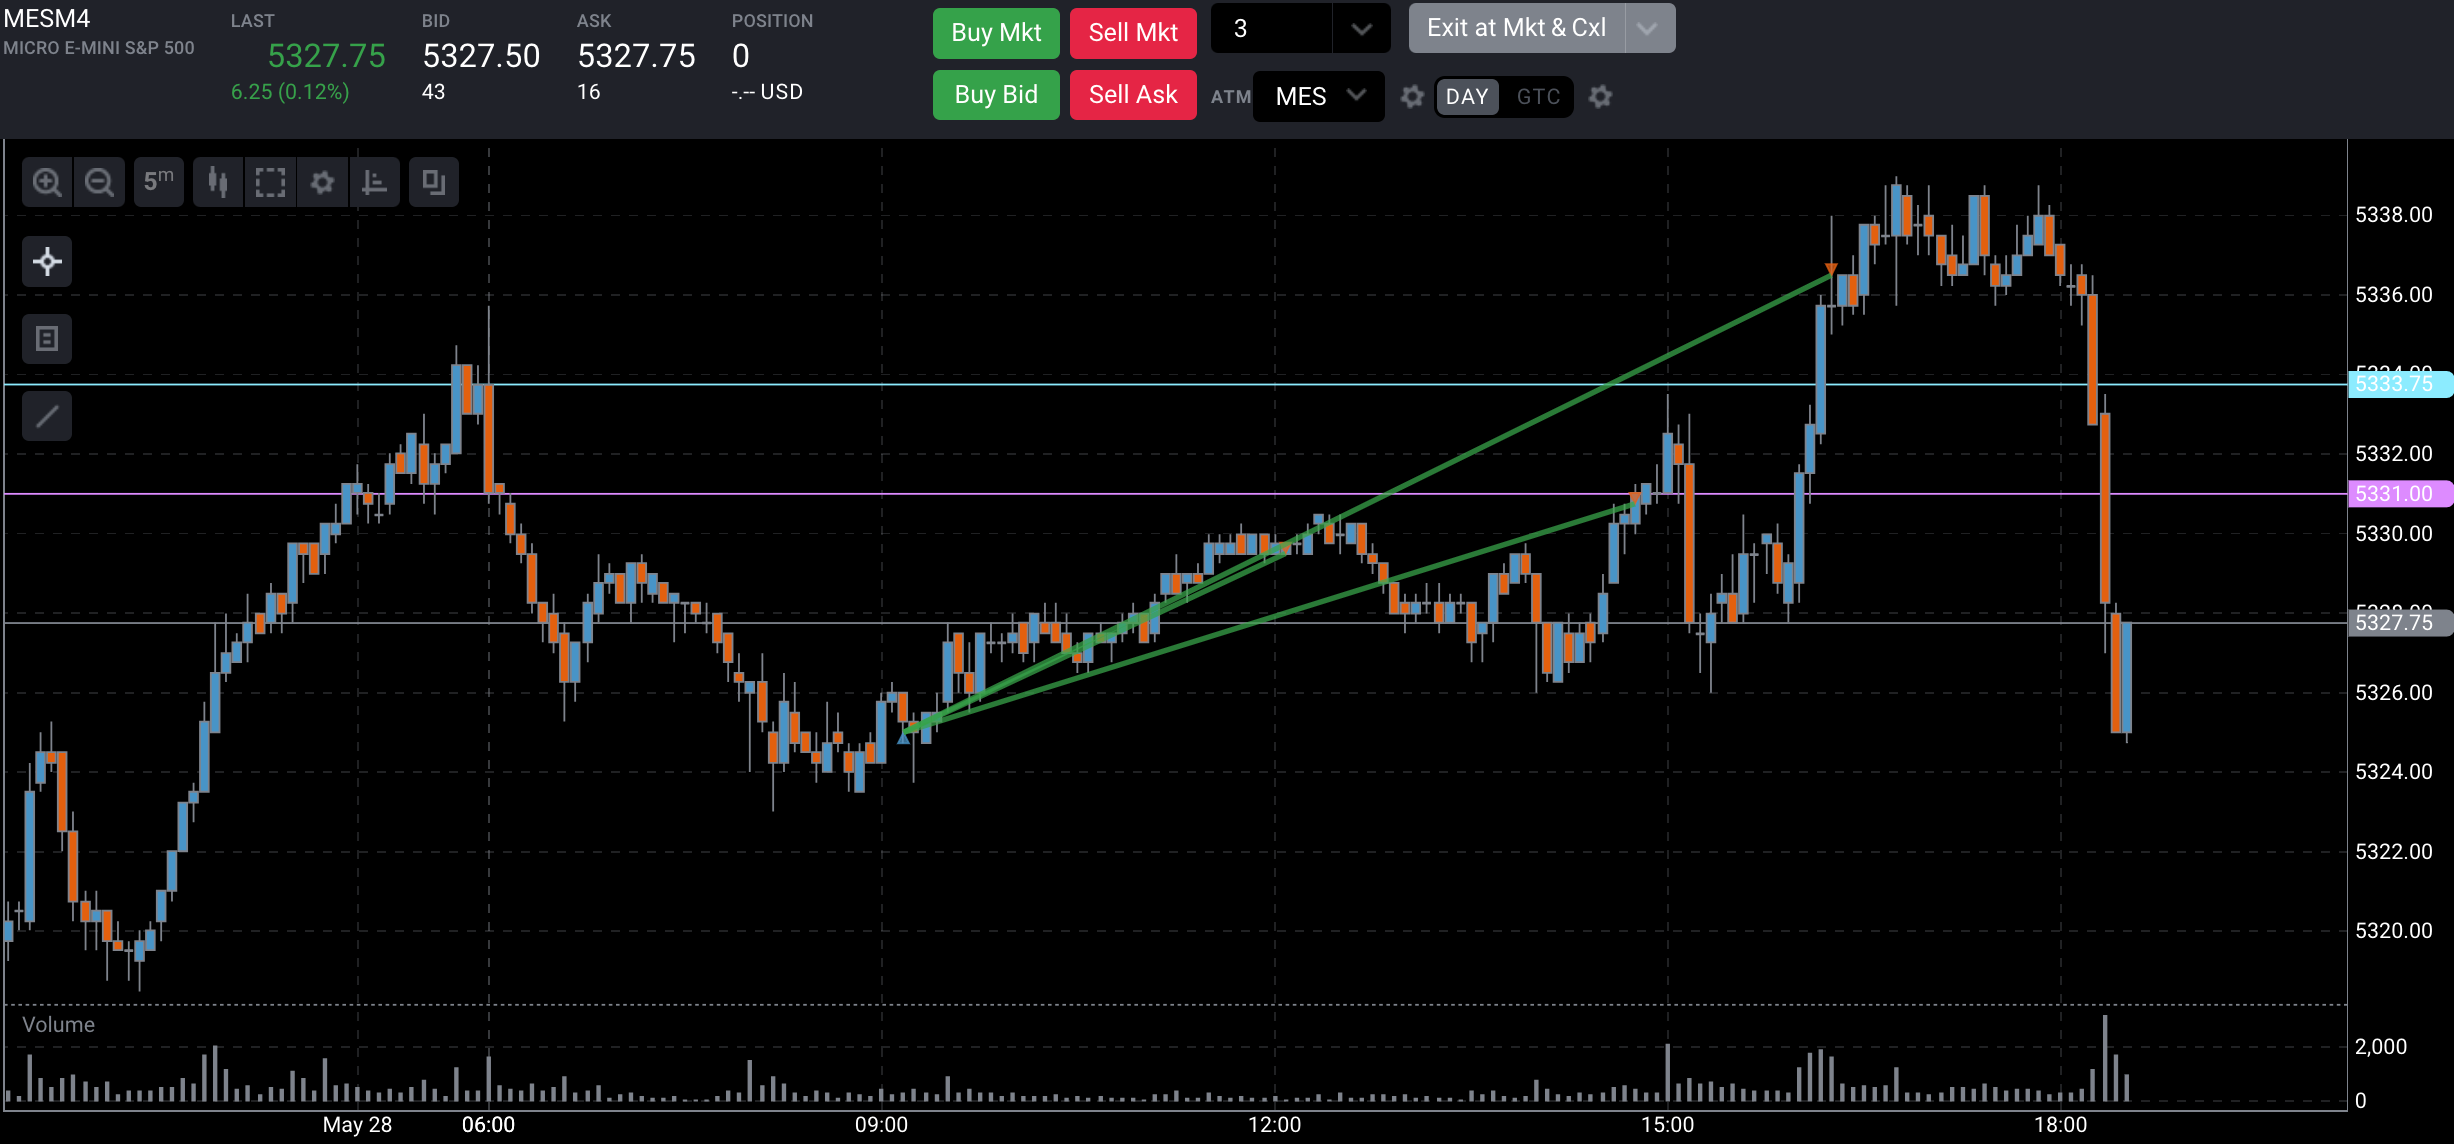 MESM4
MICRO E-MINI S&P 500
LAST
5327.75
6.25 (0.12%)
BID
5327.50
43
ASK
5327.75
16
POSITION
0
-.-- USD
Buy Mkt
Sell Mkt
3
Exit at Mkt & Cxl
Buy Bid
Sell Ask
ATM
MES
DAY
GTC
5m
5338.00
5336.00
5333.75
5332.00
5331.00
5330.00
5327.75
5326.00
5324.00
5322.00
5320.00
Volume
2,000
0
May 28
06:00
09:00
12:00
15:00
18:00